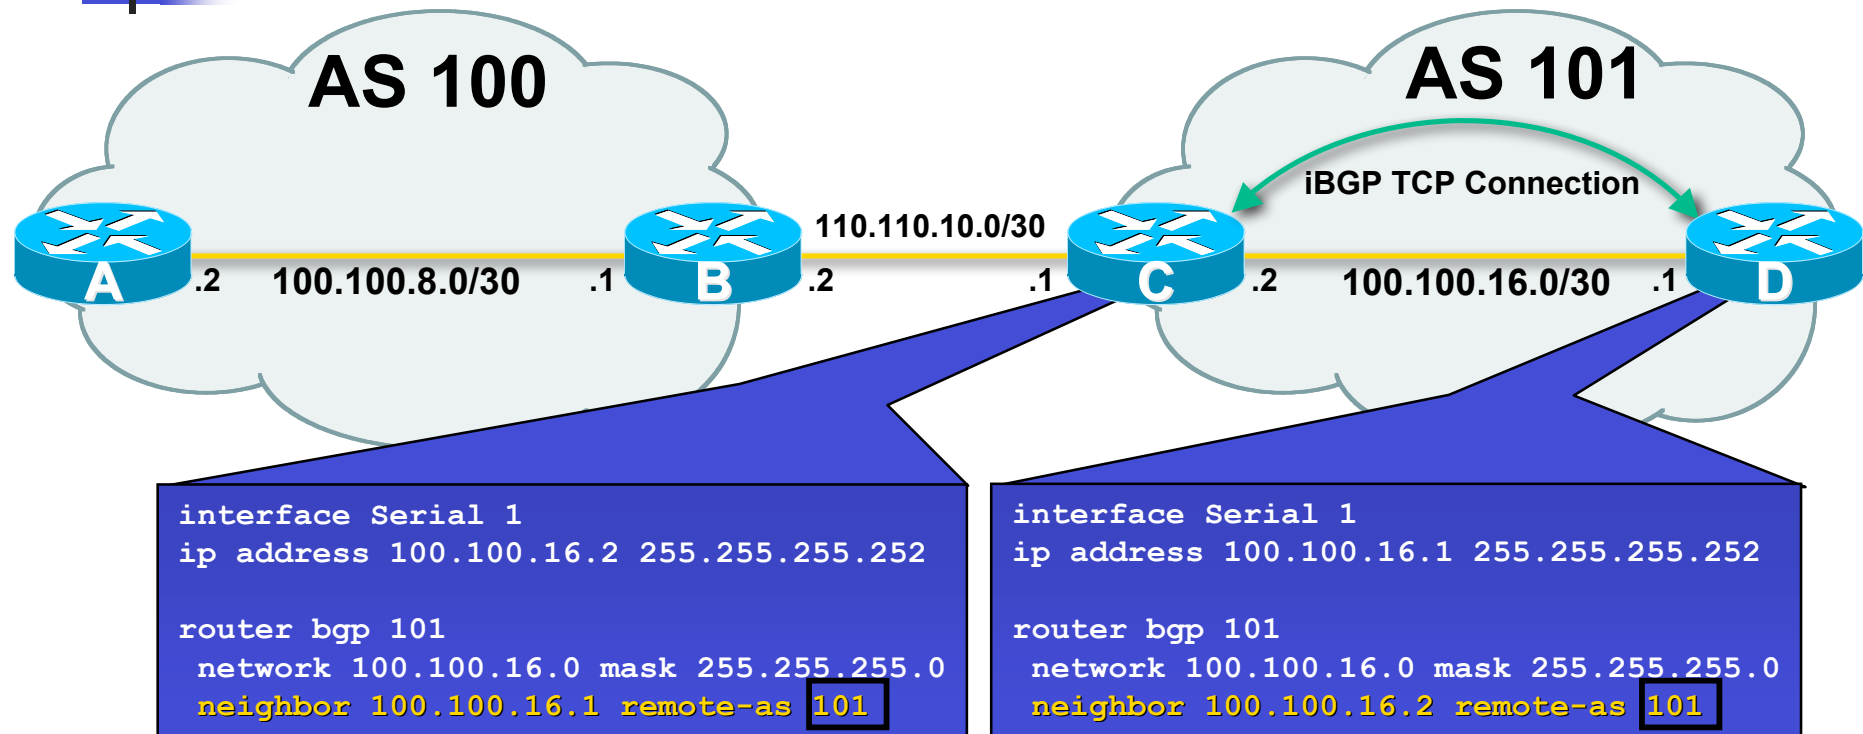 AS 100
AS 101
iBGP TCP Connection
110.110.10.0/30
A
.2
100.100.8.0/30
.1
B
.2
.1
C
.2
100.100.16.0/30
.1
D
interface Serial 1
ip address 100.100.16.2 255.255.255.252
router bgp 101
network 100.100.16.0 mask 255.255.255.0
neighbor 100.100.16.1 remote-as 101
interface Serial 1
ip address 100.100.16.1 255.255.255.252
router bgp 101
network 100.100.16.0 mask 255.255.255.0
neighbor 100.100.16.2 remote-as 101